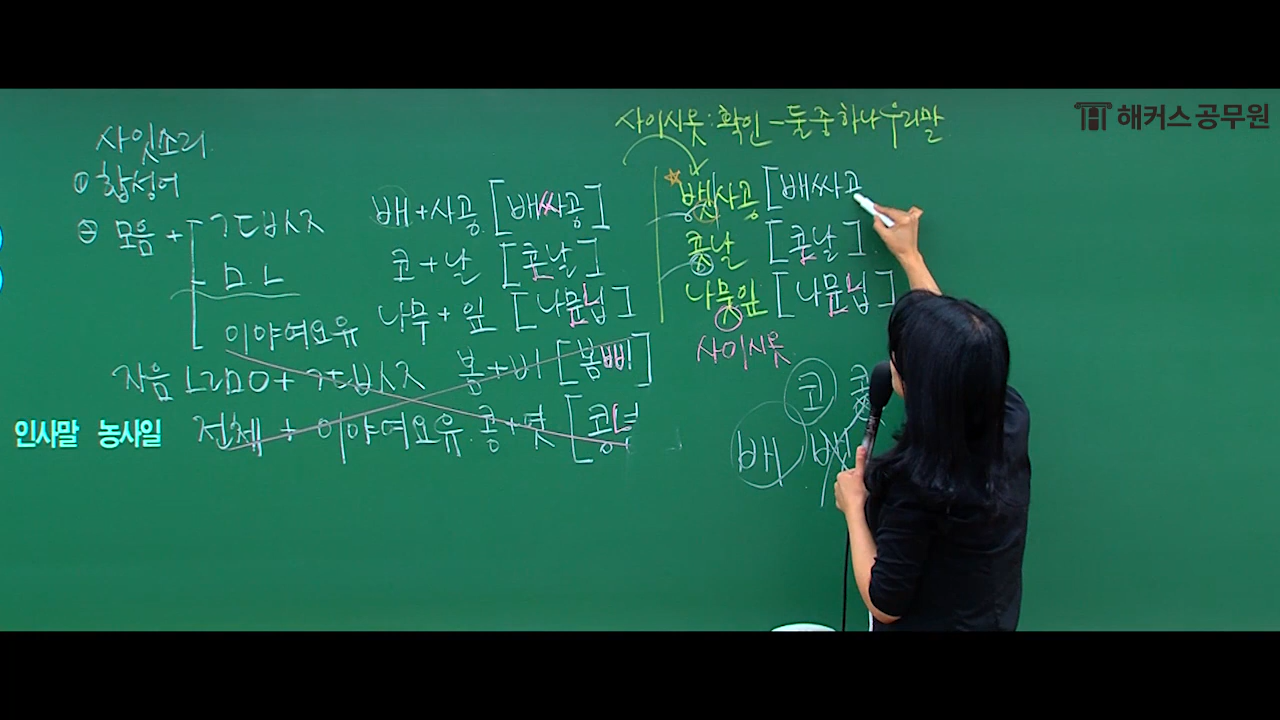 해커스공무원
사잇소리
① 합성어
② 모음 + ㄱㄷㅂㅅㅈ 배+사공 [배싸공]
ㅁㄴ 코+날 [콘날]
이야여요유 나무+잎 [나문닙]
자음 ㄴㄹㅁㅇ + ㄱㄷㅂㅅㅈ 봄+비 [봄삐]
전체 + 이야여요유 콩+엿 [콩녇
인사말 농사일
사이시옷: 확인 - 둘 중 하나 우리말
☆ 뱃사공 [배싸공
콧날 [콘날]
나뭇잎 [나문닙]
사이시옷
코 콧
배 뱃